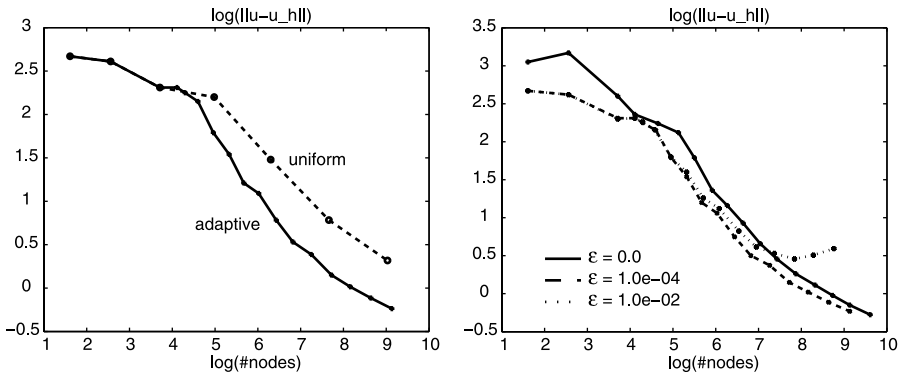 log(||u-u_h||)
3
2.5
2
1.5
1
0.5
0
−0.5
uniform
adaptive
1 2 3 4 5 6 7 8 9 10
log(#nodes)
log(||u-u_h||)
3.5
3
2.5
2
1.5
1
0.5
0
−0.5
ε = 0.0
ε = 1.0e−04
ε = 1.0e−02
1 2 3 4 5 6 7 8 9 10
log(#nodes)